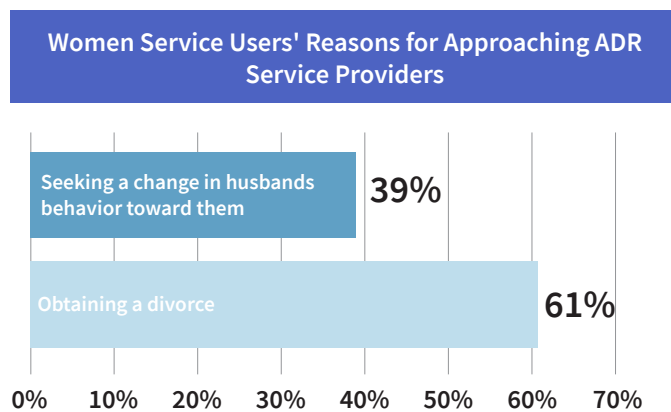 Women Service Users' Reasons for Approaching ADR
Service Providers
Seeking a change in husbands
behavior toward them
39%
Obtaining a divorce
61%
0% 10% 20% 30% 40% 50% 60% 70%